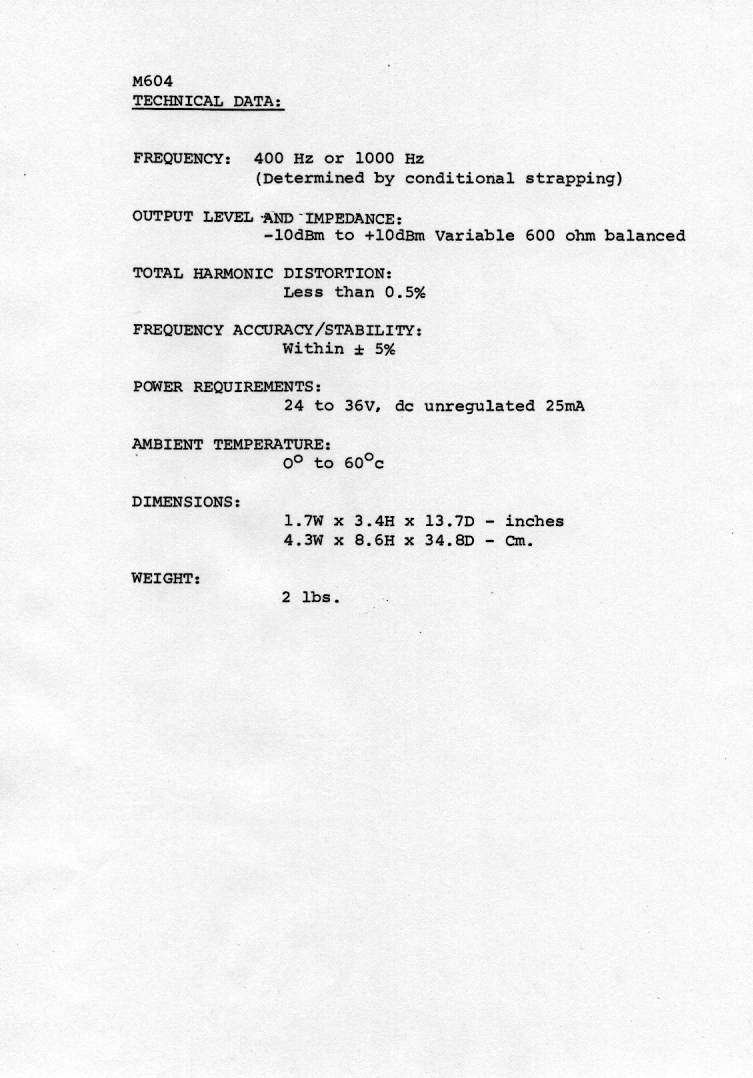 M604
TECHNICAL DATA:
FREQUENCY: 400 Hz or 1000 Hz
(Determined by conditional strapping)
OUTPUT LEVEL AND IMPEDANCE:
-10dBm to +10dBm Variable 600 ohm balanced
TOTAL HARMONIC DISTORTION:
Less than 0.5%
FREQUENCY ACCURACY/STABILITY:
Within ± 5%
POWER REQUIREMENTS:
24 to 36V, dc unregulated 25mA
AMBIENT TEMPERATURE:
0° to 60°c
DIMENSIONS:
1.7W x 3.4H x 13.7D - inches
4.3W x 8.6H x 34.8D - Cm.
WEIGHT:
2 lbs.